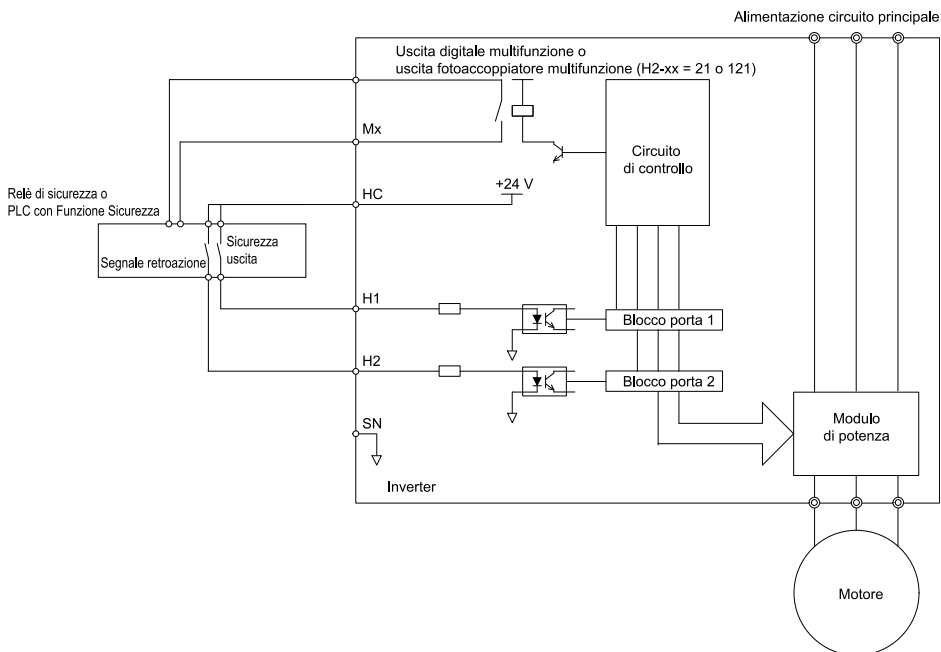 Alimentazione circuito principale
Uscita digitale multifunzione o
uscita fotoaccoppiatore multifunzione (H2-xx = 21 o 121)
Mx
Circuito
di controllo
+24 V
HC
Relè di sicurezza o
PLC con Funzione Sicurezza
Sicurezza
uscita
Segnale retroazione
H1
Blocco porta 1
H2
Blocco porta 2
SN
Modulo
di potenza
Inverter
Motore